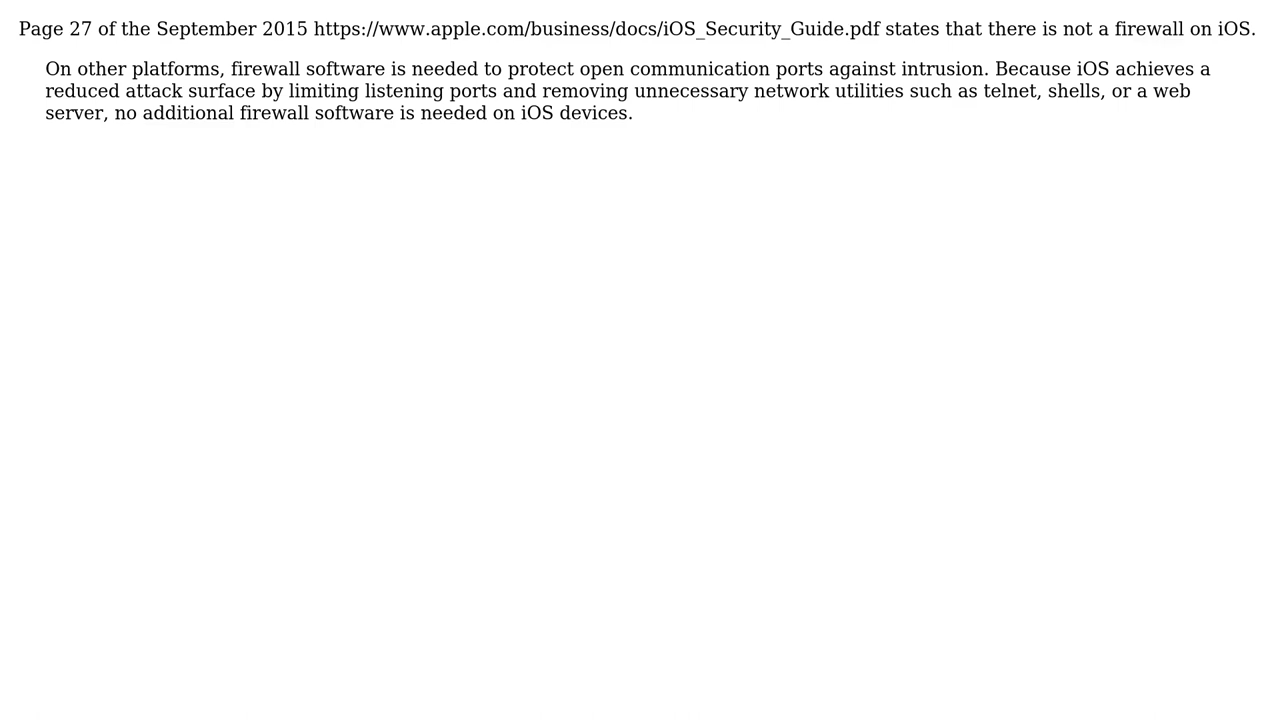 Page 27 of the September 2015 https://www.apple.com/business/docs/iOS_Security_Guide.pdf states that there is not a firewall on iOS.
On other platforms, firewall software is needed to protect open communication ports against intrusion. Because iOS achieves a
reduced attack surface by limiting listening ports and removing unnecessary network utilities such as telnet, shells, or a web
server, no additional firewall software is needed on iOS devices.